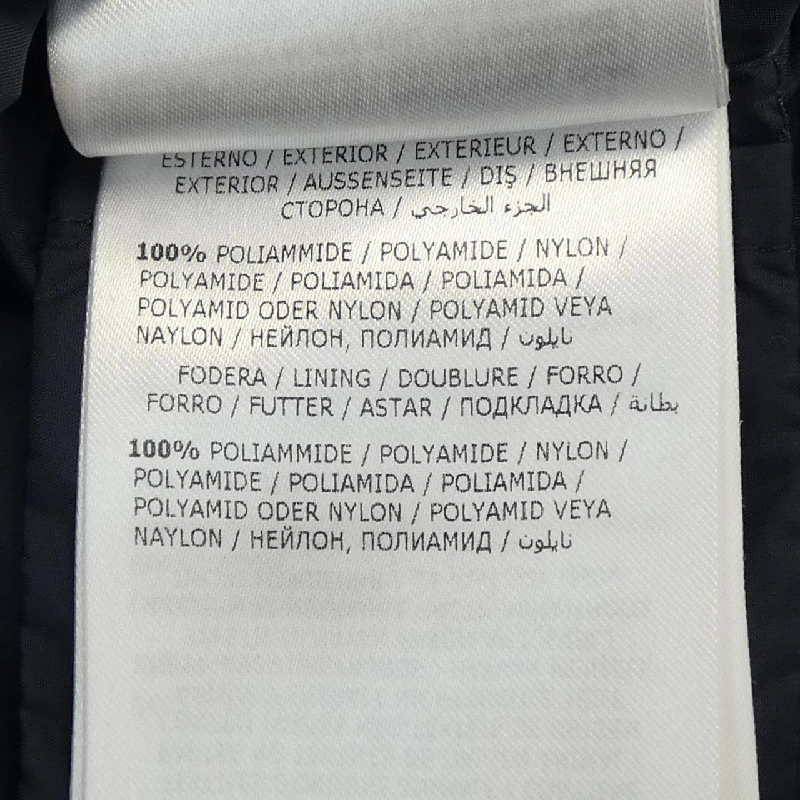 ESTERNO / EXTERIOR / EXTERIEUR / EXTERNO /
EXTERIOR / AUSSENSEITE / DIŞ / ВНЕШНЯЯ
СТОРОНА / الجزء الخارجي
100% POLIAMMIDE / POLYAMIDE / NYLON /
POLYAMIDE / POLIAMIDA / POLIAMIDA /
POLYAMID ODER NYLON / POLYAMID VEYA
NAYLON / НЕЙЛОН, ПОЛИАМИД / نايلون
FODERA / LINING / DOUBLURE / FORRO /
FORRO / FUTTER / ASTAR / ПОДКЛАДКА / بطانة
100% POLIAMMIDE / POLYAMIDE / NYLON /
POLYAMIDE / POLIAMIDA / POLIAMIDA /
POLYAMID ODER NYLON / POLYAMID VEYA
NAYLON / НЕЙЛОН, ПОЛИАМИД / نايلون